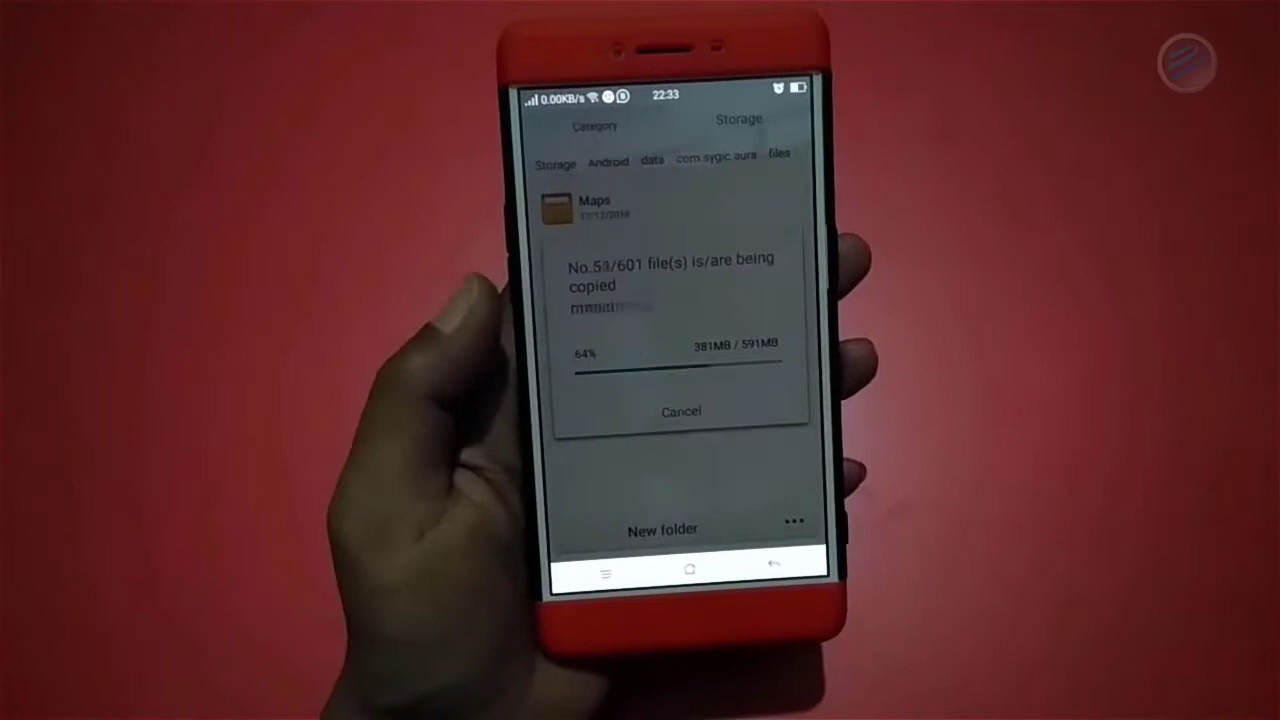 0.00KB/s 22:33
Category Storage
Storage Android data com.sygic.aura files
Maps
12/12/2018
No.53/601 file(s) is/are being
copied
64% 381MB / 591MB
Cancel
New folder